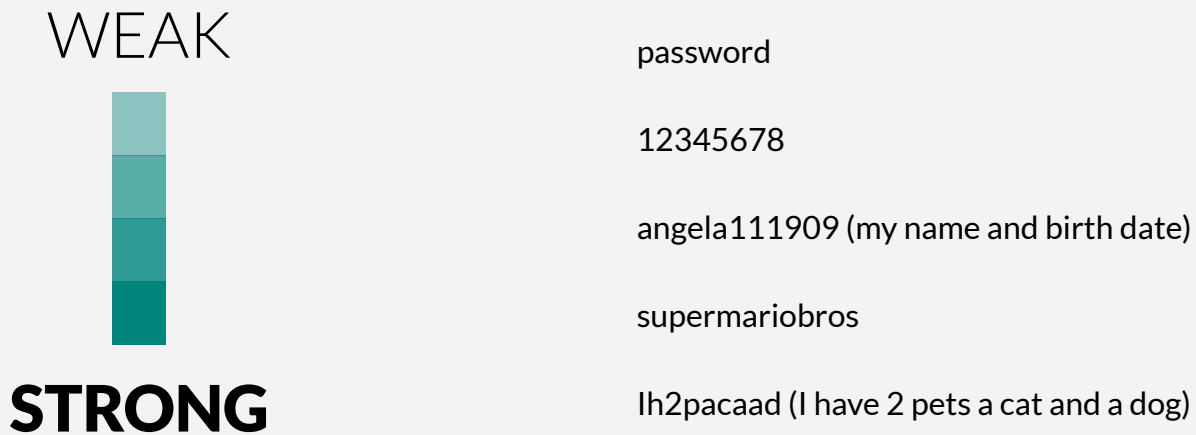 WEAK
password
12345678
angela111909 (my name and birth date)
supermariobros
STRONG
Ih2pacaad (I have 2 pets a cat and a dog)